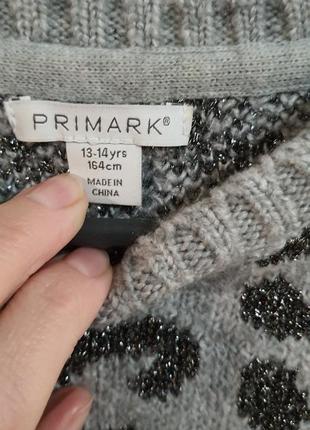 PRIMARK®
13-14yrs
164cm
MADE IN
CHINA